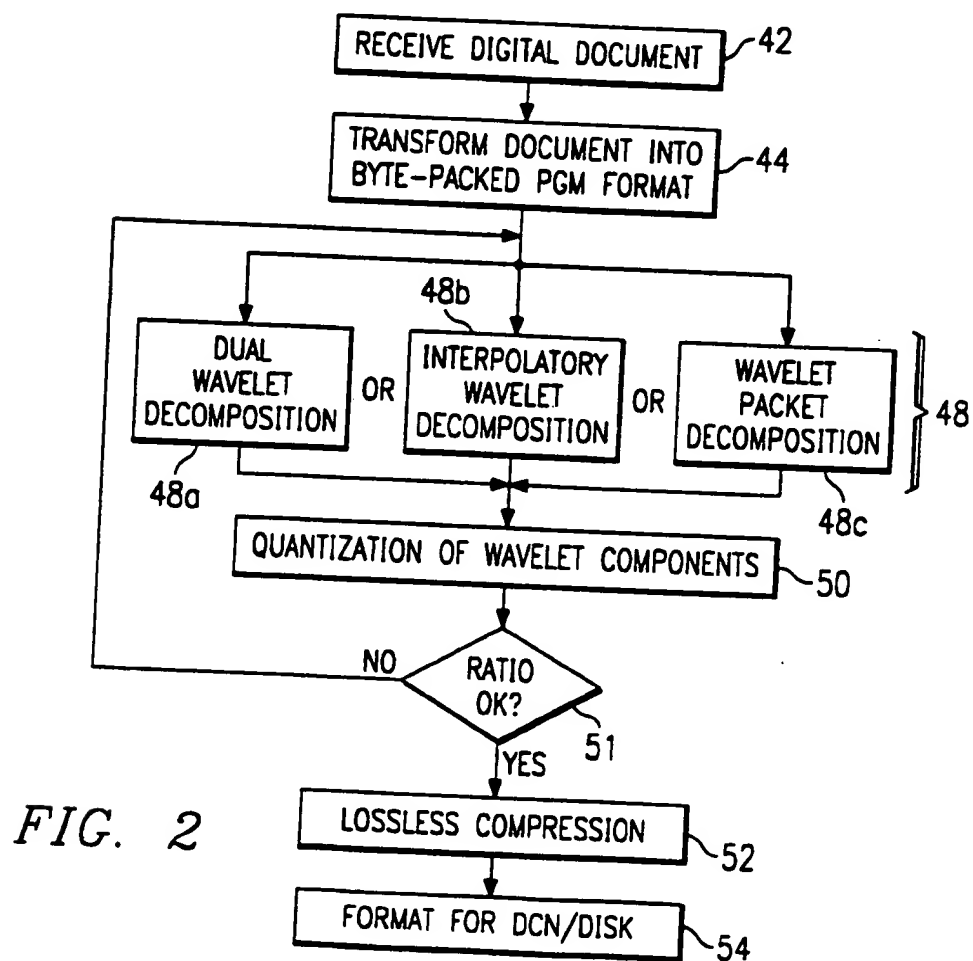 RECEIVE DIGITAL DOCUMENT
42
TRANSFORM DOCUMENT INTO
BYTE-PACKED PGM FORMAT
44
48b
DUAL
WAVELET
DECOMPOSITION
48a
OR
INTERPOLATORY
WAVELET
DECOMPOSITION
OR
WAVELET
PACKET
DECOMPOSITION
48c
48
QUANTIZATION OF WAVELET COMPONENTS
50
NO
RATIO
OK?
51
YES
LOSSLESS COMPRESSION
52
FORMAT FOR DCN/DISK
54
FIG. 2